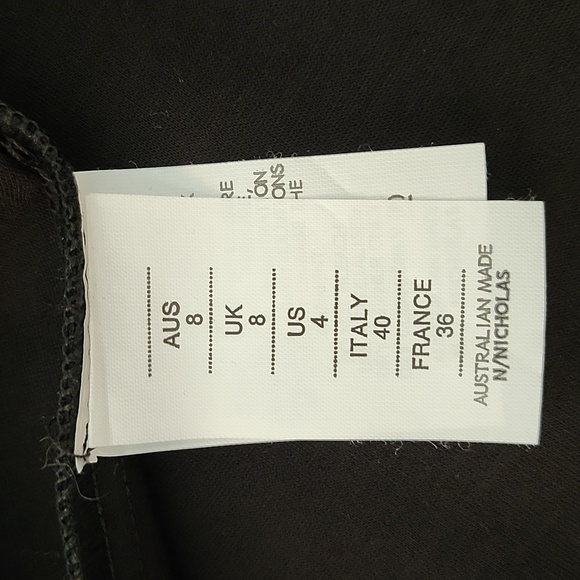 AUS
8
UK
8
US
4
ITALY
40
FRANCE
36
AUSTRALIAN MADE
N/NICHOLAS